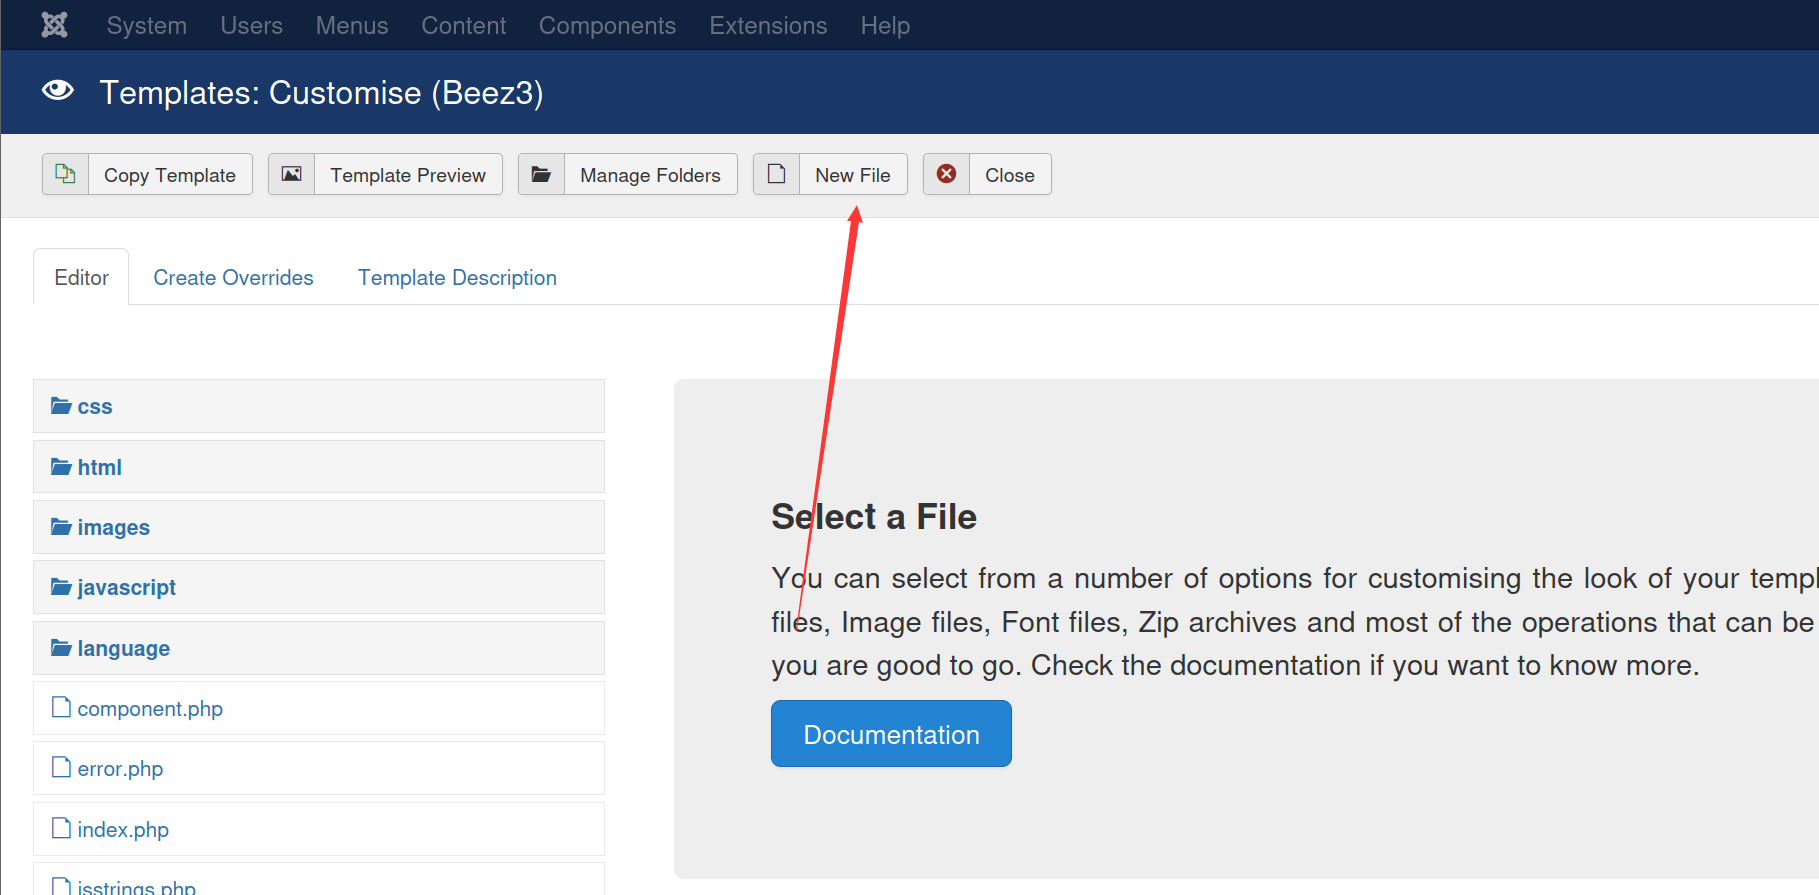 System Users Menus Content Components Extensions Help
Templates: Customise (Beez3)
Copy Template Template Preview Manage Folders New File Close
Editor Create Overrides Template Description
css
html
images
javascript
language
component.php
error.php
index.php
jsstrings.php
Select a File
You can select from a number of options for customising the look of your templ
files, Image files, Font files, Zip archives and most of the operations that can be
you are good to go. Check the documentation if you want to know more.
Documentation